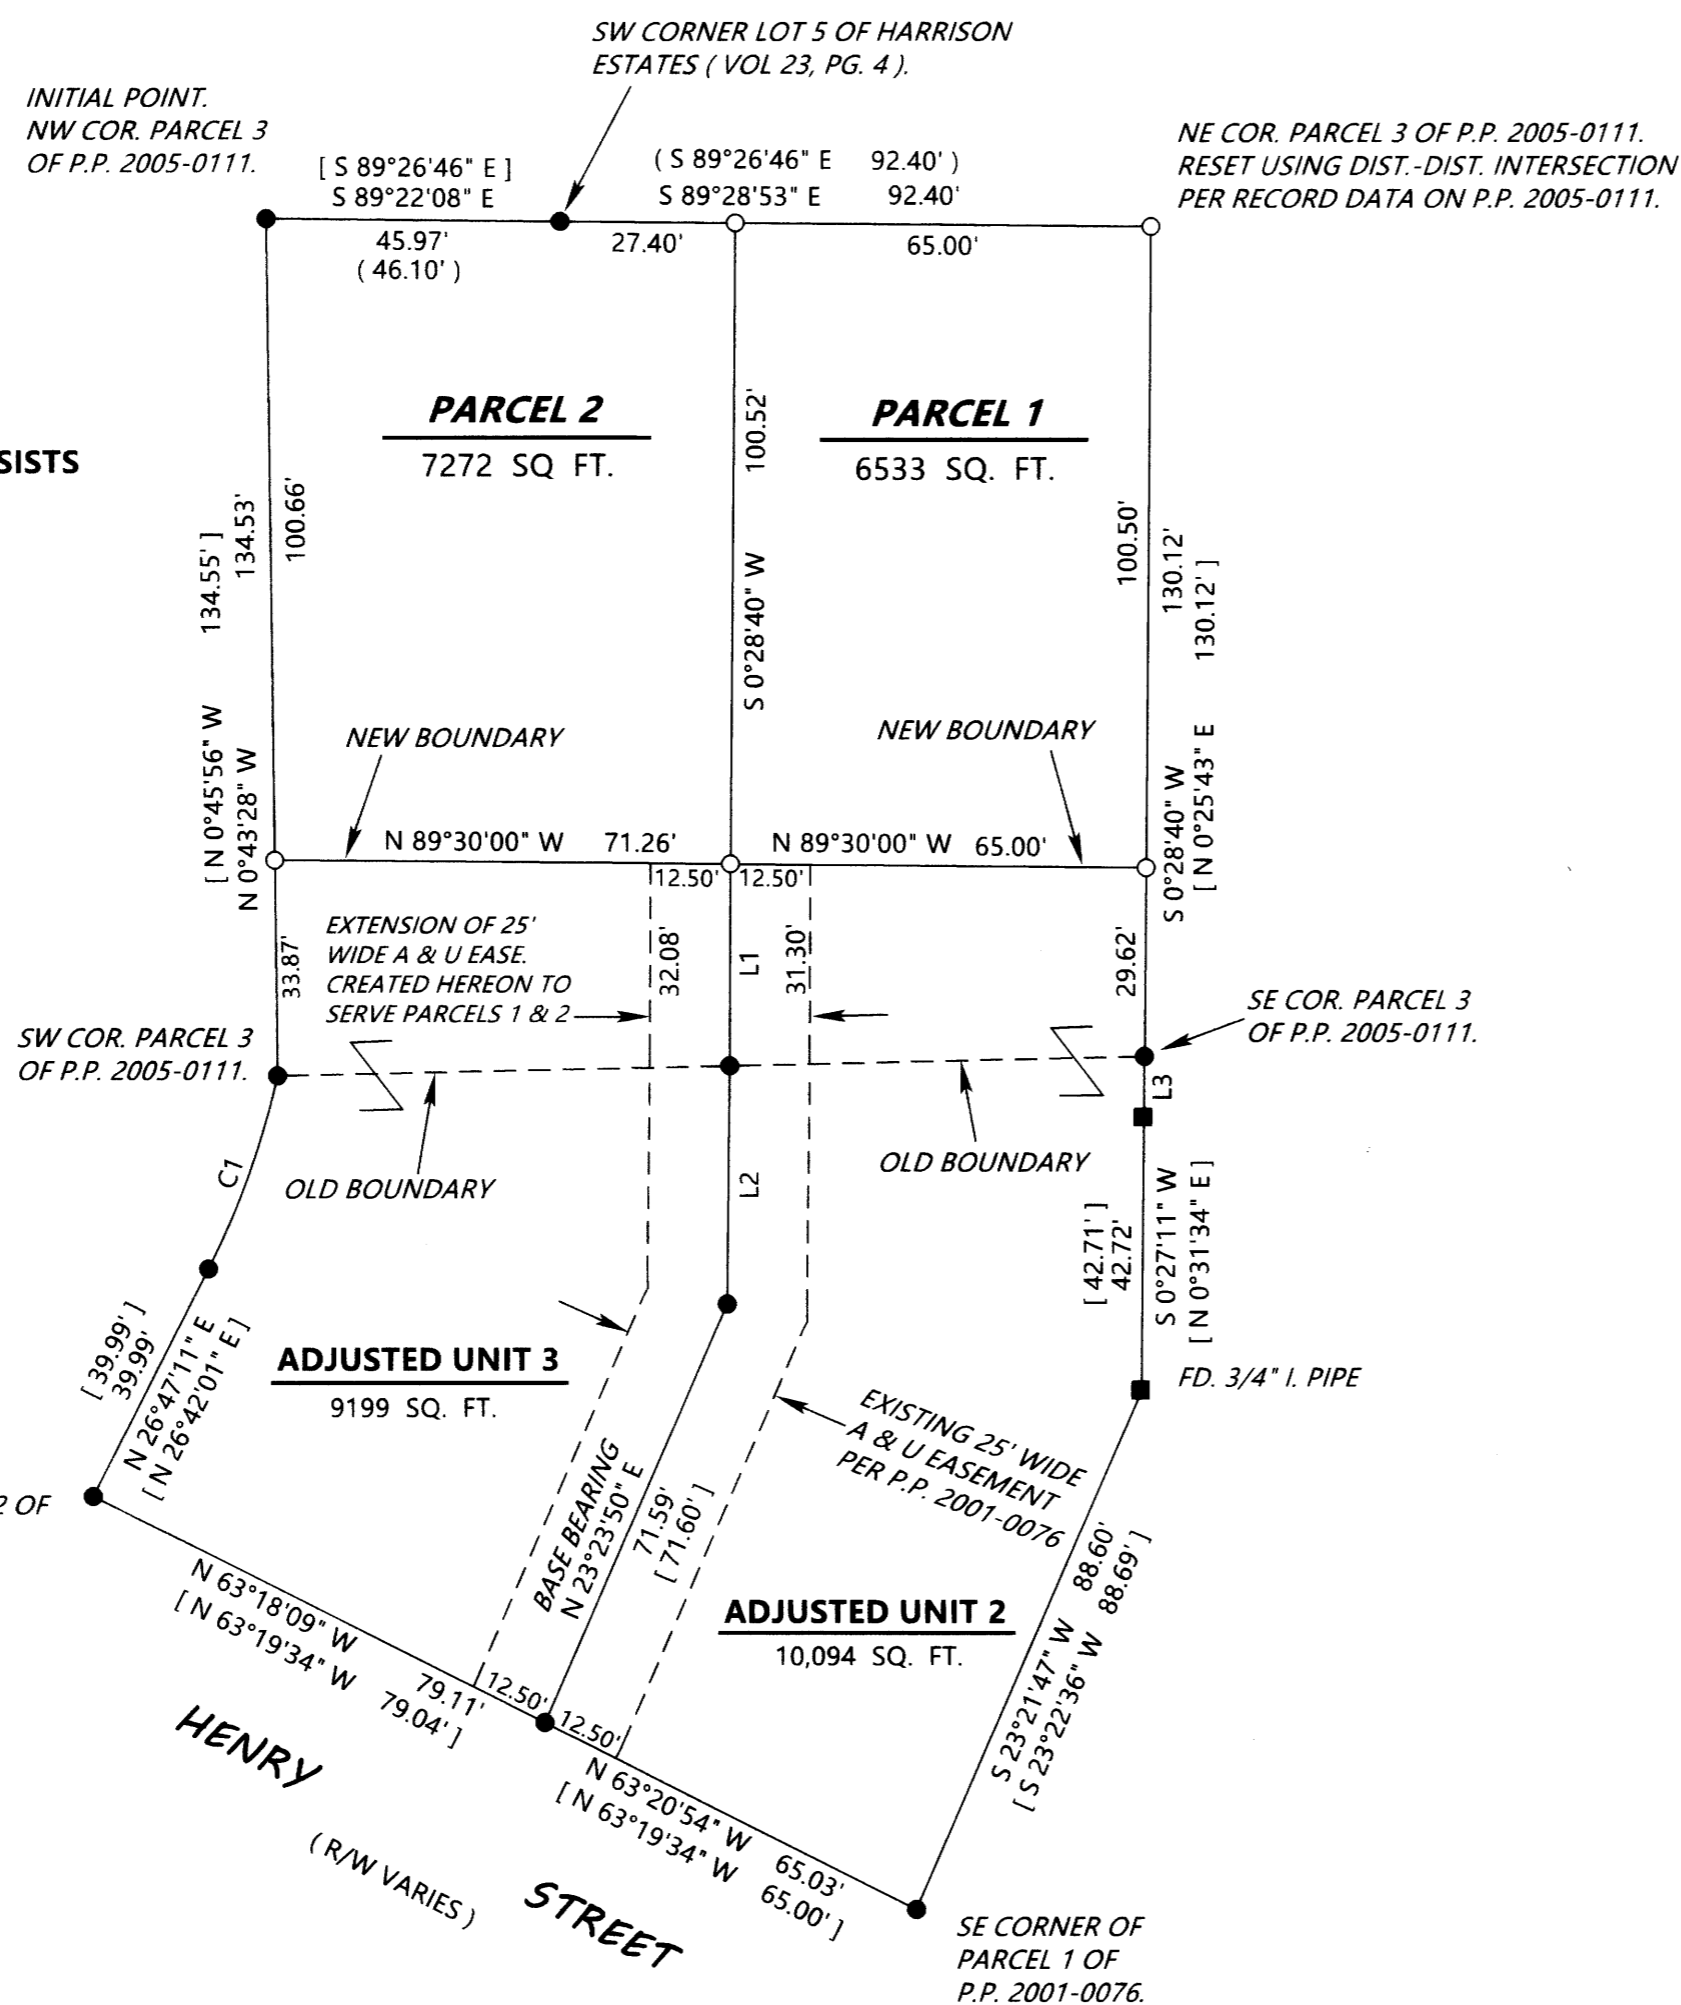 SW CORNER LOT 5 OF HARRISON
ESTATES ( VOL 23, PG. 4 ).
INITIAL POINT.
NW COR. PARCEL 3
OF P.P. 2005-0111.
[ S 89°26'46" E ]
S 89°22'08" E
( S 89°26'46" E 92.40' )
S 89°28'53" E 92.40'
NE COR. PARCEL 3 OF P.P. 2005-0111.
RESET USING DIST.-DIST. INTERSECTION
PER RECORD DATA ON P.P. 2005-0111.
45.97'
( 46.10' )
27.40'
65.00'
PARCEL 2
7272 SQ FT.
PARCEL 1
6533 SQ. FT.
SISTS
[ N 0°45'56" W 134.55' ]
N 0°43'28" W 134.53'
100.66'
S 0°28'40" W 100.52'
100.50'
S 0°28'40" W 130.12'
[ N 0°25'43" E 130.12' ]
NEW BOUNDARY
NEW BOUNDARY
N 89°30'00" W 71.26'
N 89°30'00" W 65.00'
12.50'
12.50'
EXTENSION OF 25'
WIDE A & U EASE.
CREATED HEREON TO
SERVE PARCELS 1 & 2
33.87'
32.08'
L1
31.30'
29.62'
SW COR. PARCEL 3
OF P.P. 2005-0111.
SE COR. PARCEL 3
OF P.P. 2005-0111.
L3
C1
OLD BOUNDARY
L2
OLD BOUNDARY
[ 42.71' ]
42.72'
S 0°27'11" W
[ N 0°31'34" E ]
[ 39.99' ]
39.99'
N 26°47'11" E
[ N 26°42'01" E ]
ADJUSTED UNIT 3
9199 SQ. FT.
FD. 3/4" I. PIPE
EXISTING 25' WIDE
A & U EASEMENT
PER P.P. 2001-0076
BASE BEARING
N 23°23'50" E
71.59'
[ 71.60' ]
2 OF
ADJUSTED UNIT 2
10,094 SQ. FT.
S 23°21'47" W 88.60'
[ S 23°22'36" W 88.69' ]
N 63°18'09" W 79.11'
[ N 63°19'34" W 79.04' ]
12.50'
12.50'
N 63°20'54" W 65.03'
[ N 63°19'34" W 65.00' ]
HENRY
STREET
( R/W VARIES )
SE CORNER OF
PARCEL 1 OF
P.P. 2001-0076.